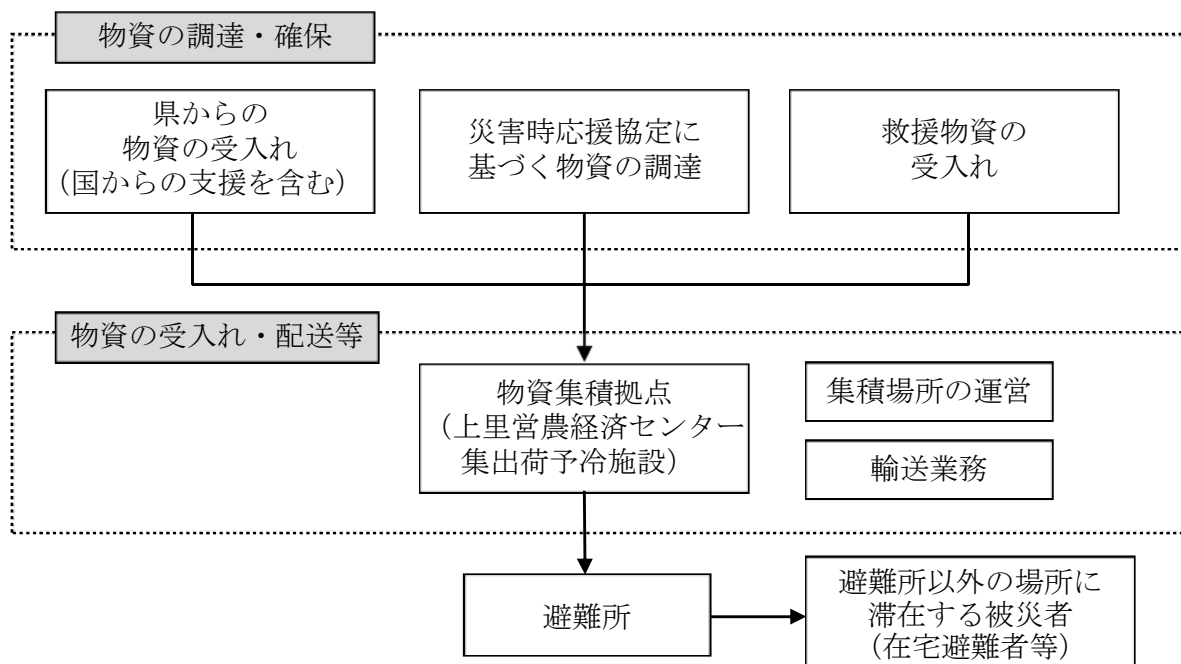 物資の調達・確保
県からの
物資の受入れ
（国からの支援を含む）
災害時応援協定に
基づく物資の調達
救援物資の
受入れ
物資の受入れ・配送等
物資集積拠点
（上里営農経済センター
集出荷予冷施設）
集積場所の運営
輸送業務
避難所
避難所以外の場所に
滞在する被災者
（在宅避難者等）